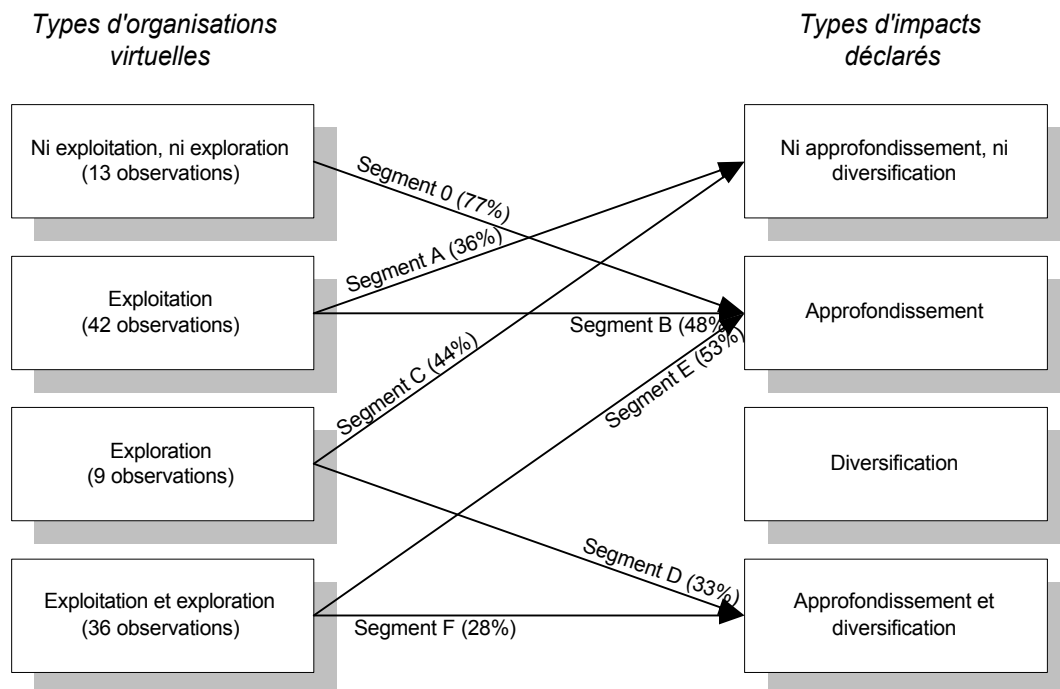 Types d'organisations
virtuelles
Types d'impacts
déclarés
Ni exploitation, ni exploration
(13 observations)
Segment 0 (77%)
Ni approfondissement, ni
diversification
Segment A (36%)
Exploitation
(42 observations)
Segment B (48%)
Approfondissement
Segment C (44%)
Segment E (53%)
Exploration
(9 observations)
Diversification
Segment D (33%)
Exploitation et exploration
(36 observations)
Segment F (28%)
Approfondissement et
diversification